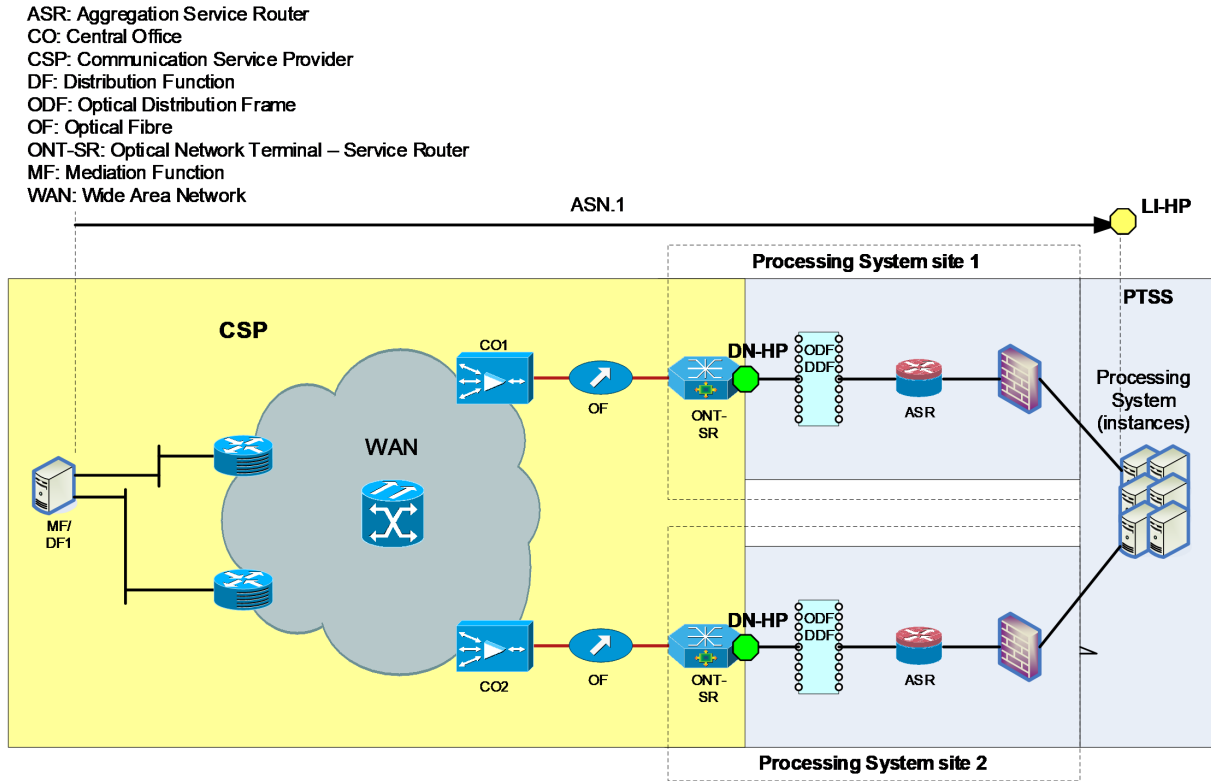 ASR: Aggregation Service Router
CO: Central Office
CSP: Communication Service Provider
DF: Distribution Function
ODF: Optical Distribution Frame
OF: Optical Fibre
ONT-SR: Optical Network Terminal – Service Router
MF: Mediation Function
WAN: Wide Area Network
ASN.1
LI-HP
Processing System site 1
PTSS
CSP
CO1
OF
ONT-
SR
DN-HP
ODF
DDF
ASR
Processing
System
(instances)
WAN
MF/
DF1
CO2
OF
ONT-
SR
DN-HP
ODF
DDF
ASR
Processing System site 2